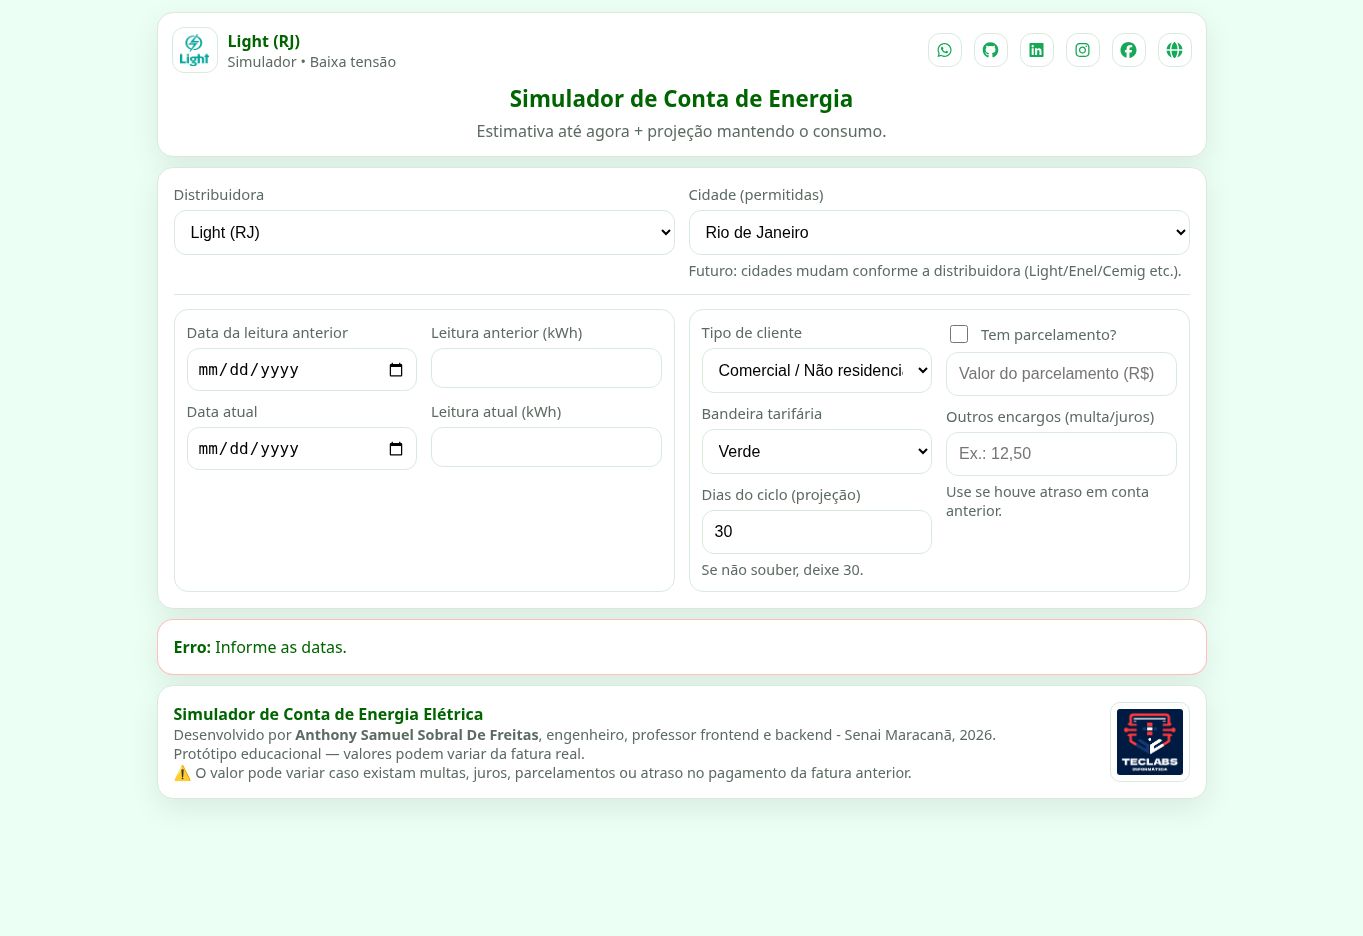 Light
Light (RJ)
Simulador • Baixa tensão
Simulador de Conta de Energia
Estimativa até agora + projeção mantendo o consumo.
Distribuidora
Light (RJ)
Cidade (permitidas)
Rio de Janeiro
Futuro: cidades mudam conforme a distribuidora (Light/Enel/Cemig etc.).
Data da leitura anterior
mm/dd/yyyy
Leitura anterior (kWh)
Data atual
mm/dd/yyyy
Leitura atual (kWh)
Tipo de cliente
Comercial / Não residenci
Bandeira tarifária
Verde
Dias do ciclo (projeção)
30
Se não souber, deixe 30.
Tem parcelamento?
Valor do parcelamento (R$)
Outros encargos (multa/juros)
Ex.: 12,50
Use se houve atraso em conta
anterior.
Erro: Informe as datas.
Simulador de Conta de Energia Elétrica
Desenvolvido por Anthony Samuel Sobral De Freitas, engenheiro, professor frontend e backend - Senai Maracanã, 2026.
Protótipo educacional — valores podem variar da fatura real.
⚠️ O valor pode variar caso existam multas, juros, parcelamentos ou atraso no pagamento da fatura anterior.
TECLABS
INFORMÁTICA